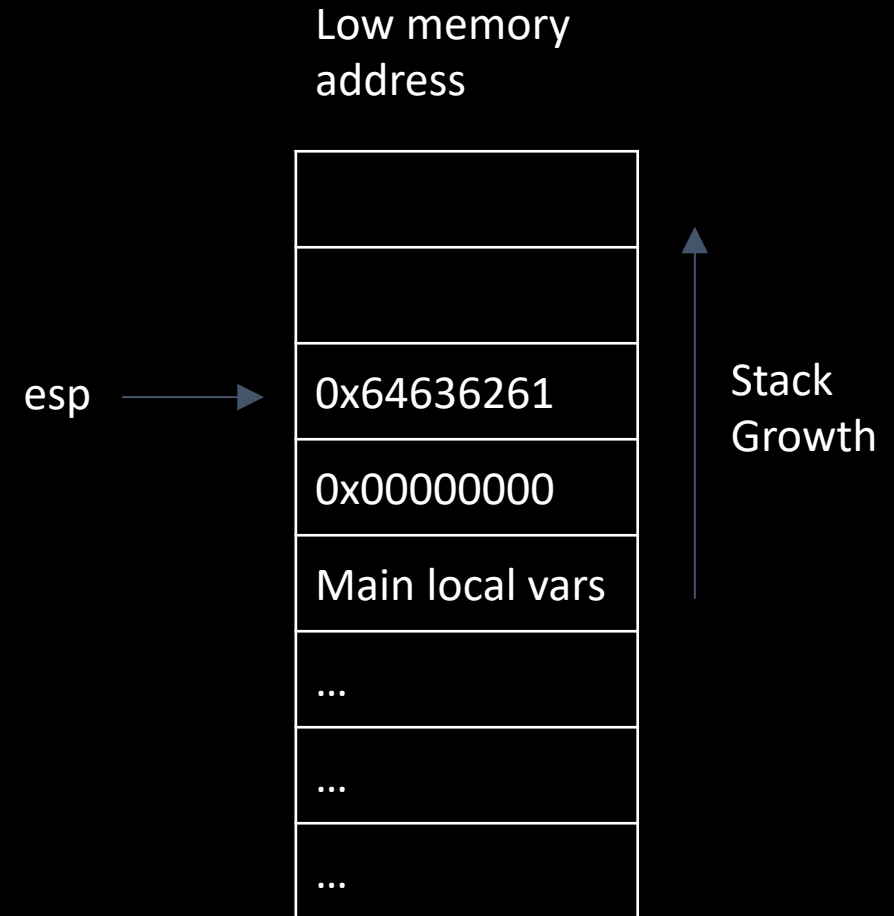 Low memory
address
esp
0x64636261
0x00000000
Main local vars
…
…
…
Stack
Growth